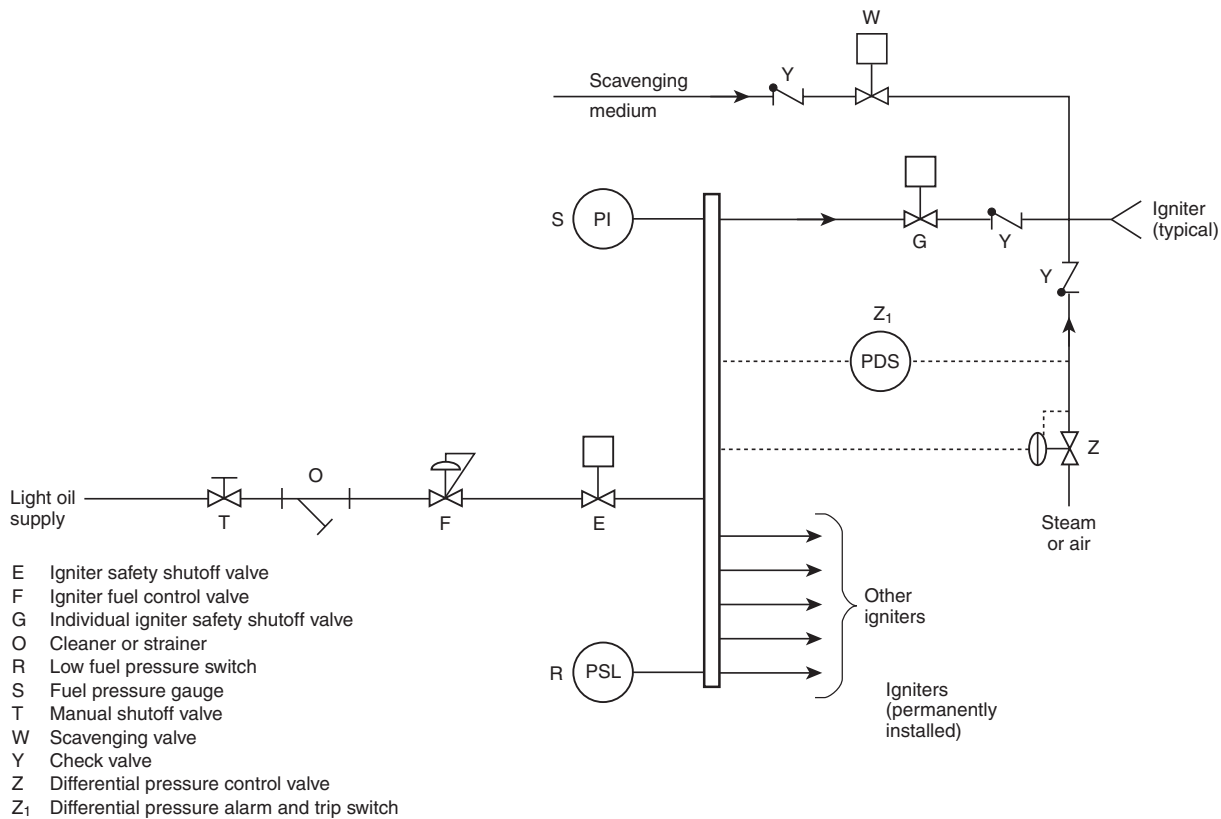 W
Y
Scavenging
medium
S
PI
G
Y
Igniter
(typical)
Y
Z1
PDS
Z
Steam
or air
Light oil
supply
T
O
F
E
Other
igniters
R
PSL
Igniters
(permanently
installed)
E Igniter safety shutoff valve
F Igniter fuel control valve
G Individual igniter safety shutoff valve
O Cleaner or strainer
R Low fuel pressure switch
S Fuel pressure gauge
T Manual shutoff valve
W Scavenging valve
Y Check valve
Z Differential pressure control valve
Z1 Differential pressure alarm and trip switch